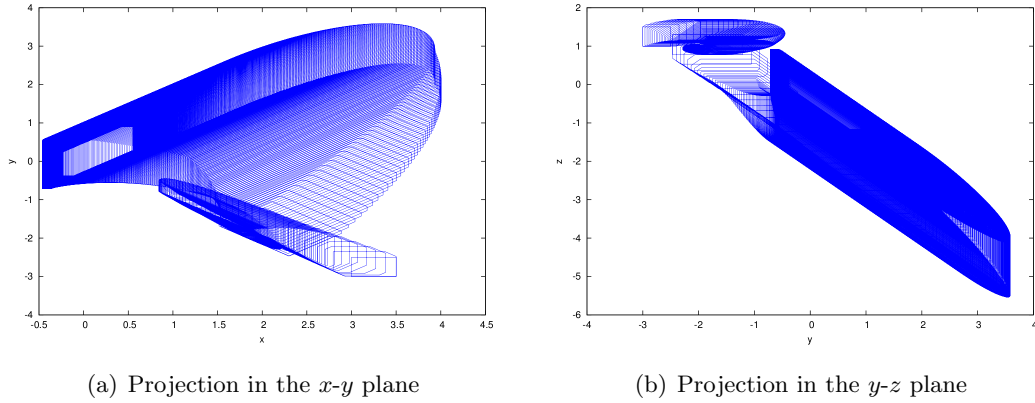 4
3
2
1
0
-1
-2
-3
-4
y
-0.5 0 0.5 1 1.5 2 2.5 3 3.5 4 4.5
x
2
1
0
-1
-2
-3
-4
-5
-6
z
-4 -3 -2 -1 0 1 2 3 4
y
(a) Projection in the x-y plane
(b) Projection in the y-z plane